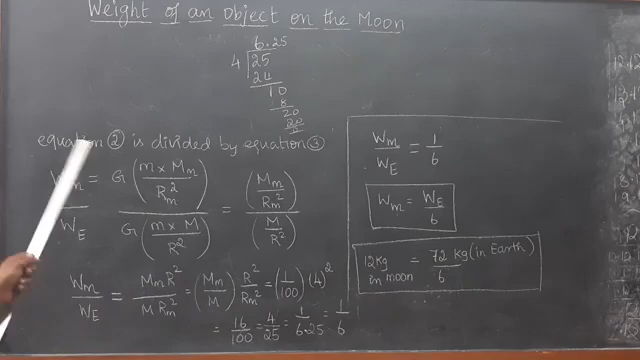 Weight of an Object on the Moon
6.25
4 25
24
10
8
20
20
equation ② is divided by equation ③
Wm / WE = G (m × Mm / Rm²) / G (m × M / R²) = (Mm / Rm²) / (M / R²)
Wm / WE = Mm R² / M Rm² = (Mm / M) R² / Rm² = (1/100) (4)²
= 16/100 = 4/25 = 1/6.25 = 1/6
Wm / WE = 1/6
Wm = WE / 6
12 Kg in moon = 72/6 kg (in Earth)